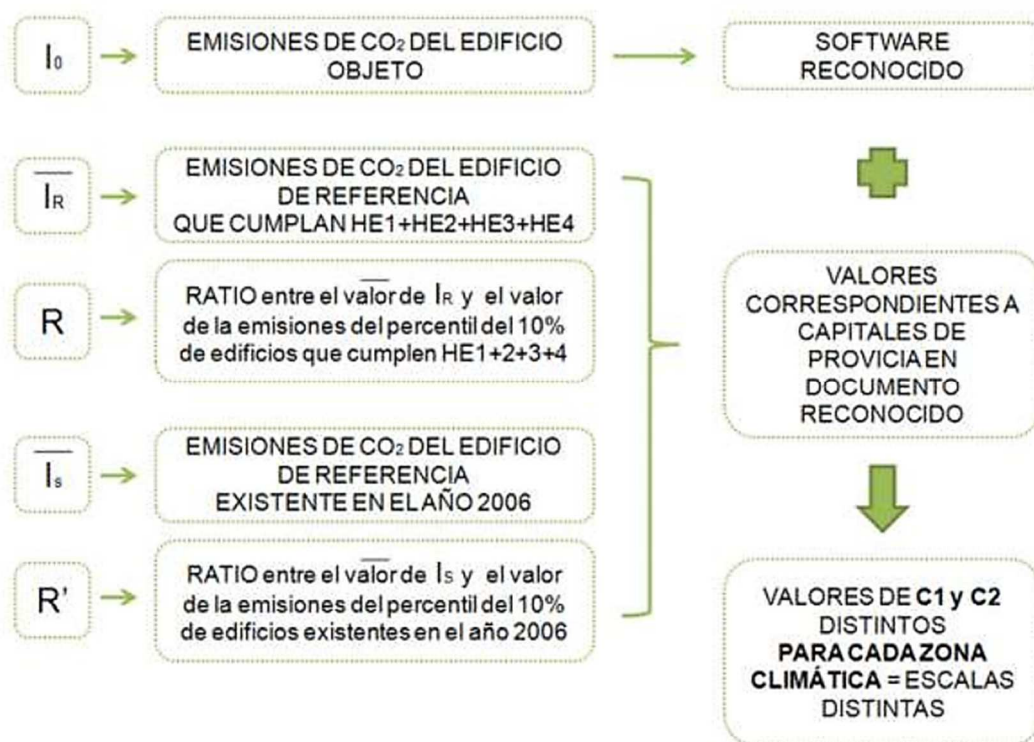 I₀
EMISIONES DE CO₂ DEL EDIFICIO
OBJETO
SOFTWARE
RECONOCIDO
I̅R̅
EMISIONES DE CO₂ DEL EDIFICIO
DE REFERENCIA
QUE CUMPLAN HE1+HE2+HE3+HE4
R
RATIO entre el valor de IR y el valor
de la emisiones del percentil del 10%
de edificios que cumplen HE1+2+3+4
I̅s̅
EMISIONES DE CO₂ DEL EDIFICIO
DE REFERENCIA
EXISTENTE EN EL AÑO 2006
R'
RATIO entre el valor de Is y el valor
de la emisiones del percentil del 10%
de edificios existentes en el año 2006
VALORES
CORRESPONDIENTES A
CAPITALES DE
PROVICIA EN
DOCUMENTO
RECONOCIDO
VALORES DE C1 y C2
DISTINTOS
PARA CADA ZONA
CLIMÁTICA = ESCALAS
DISTINTAS